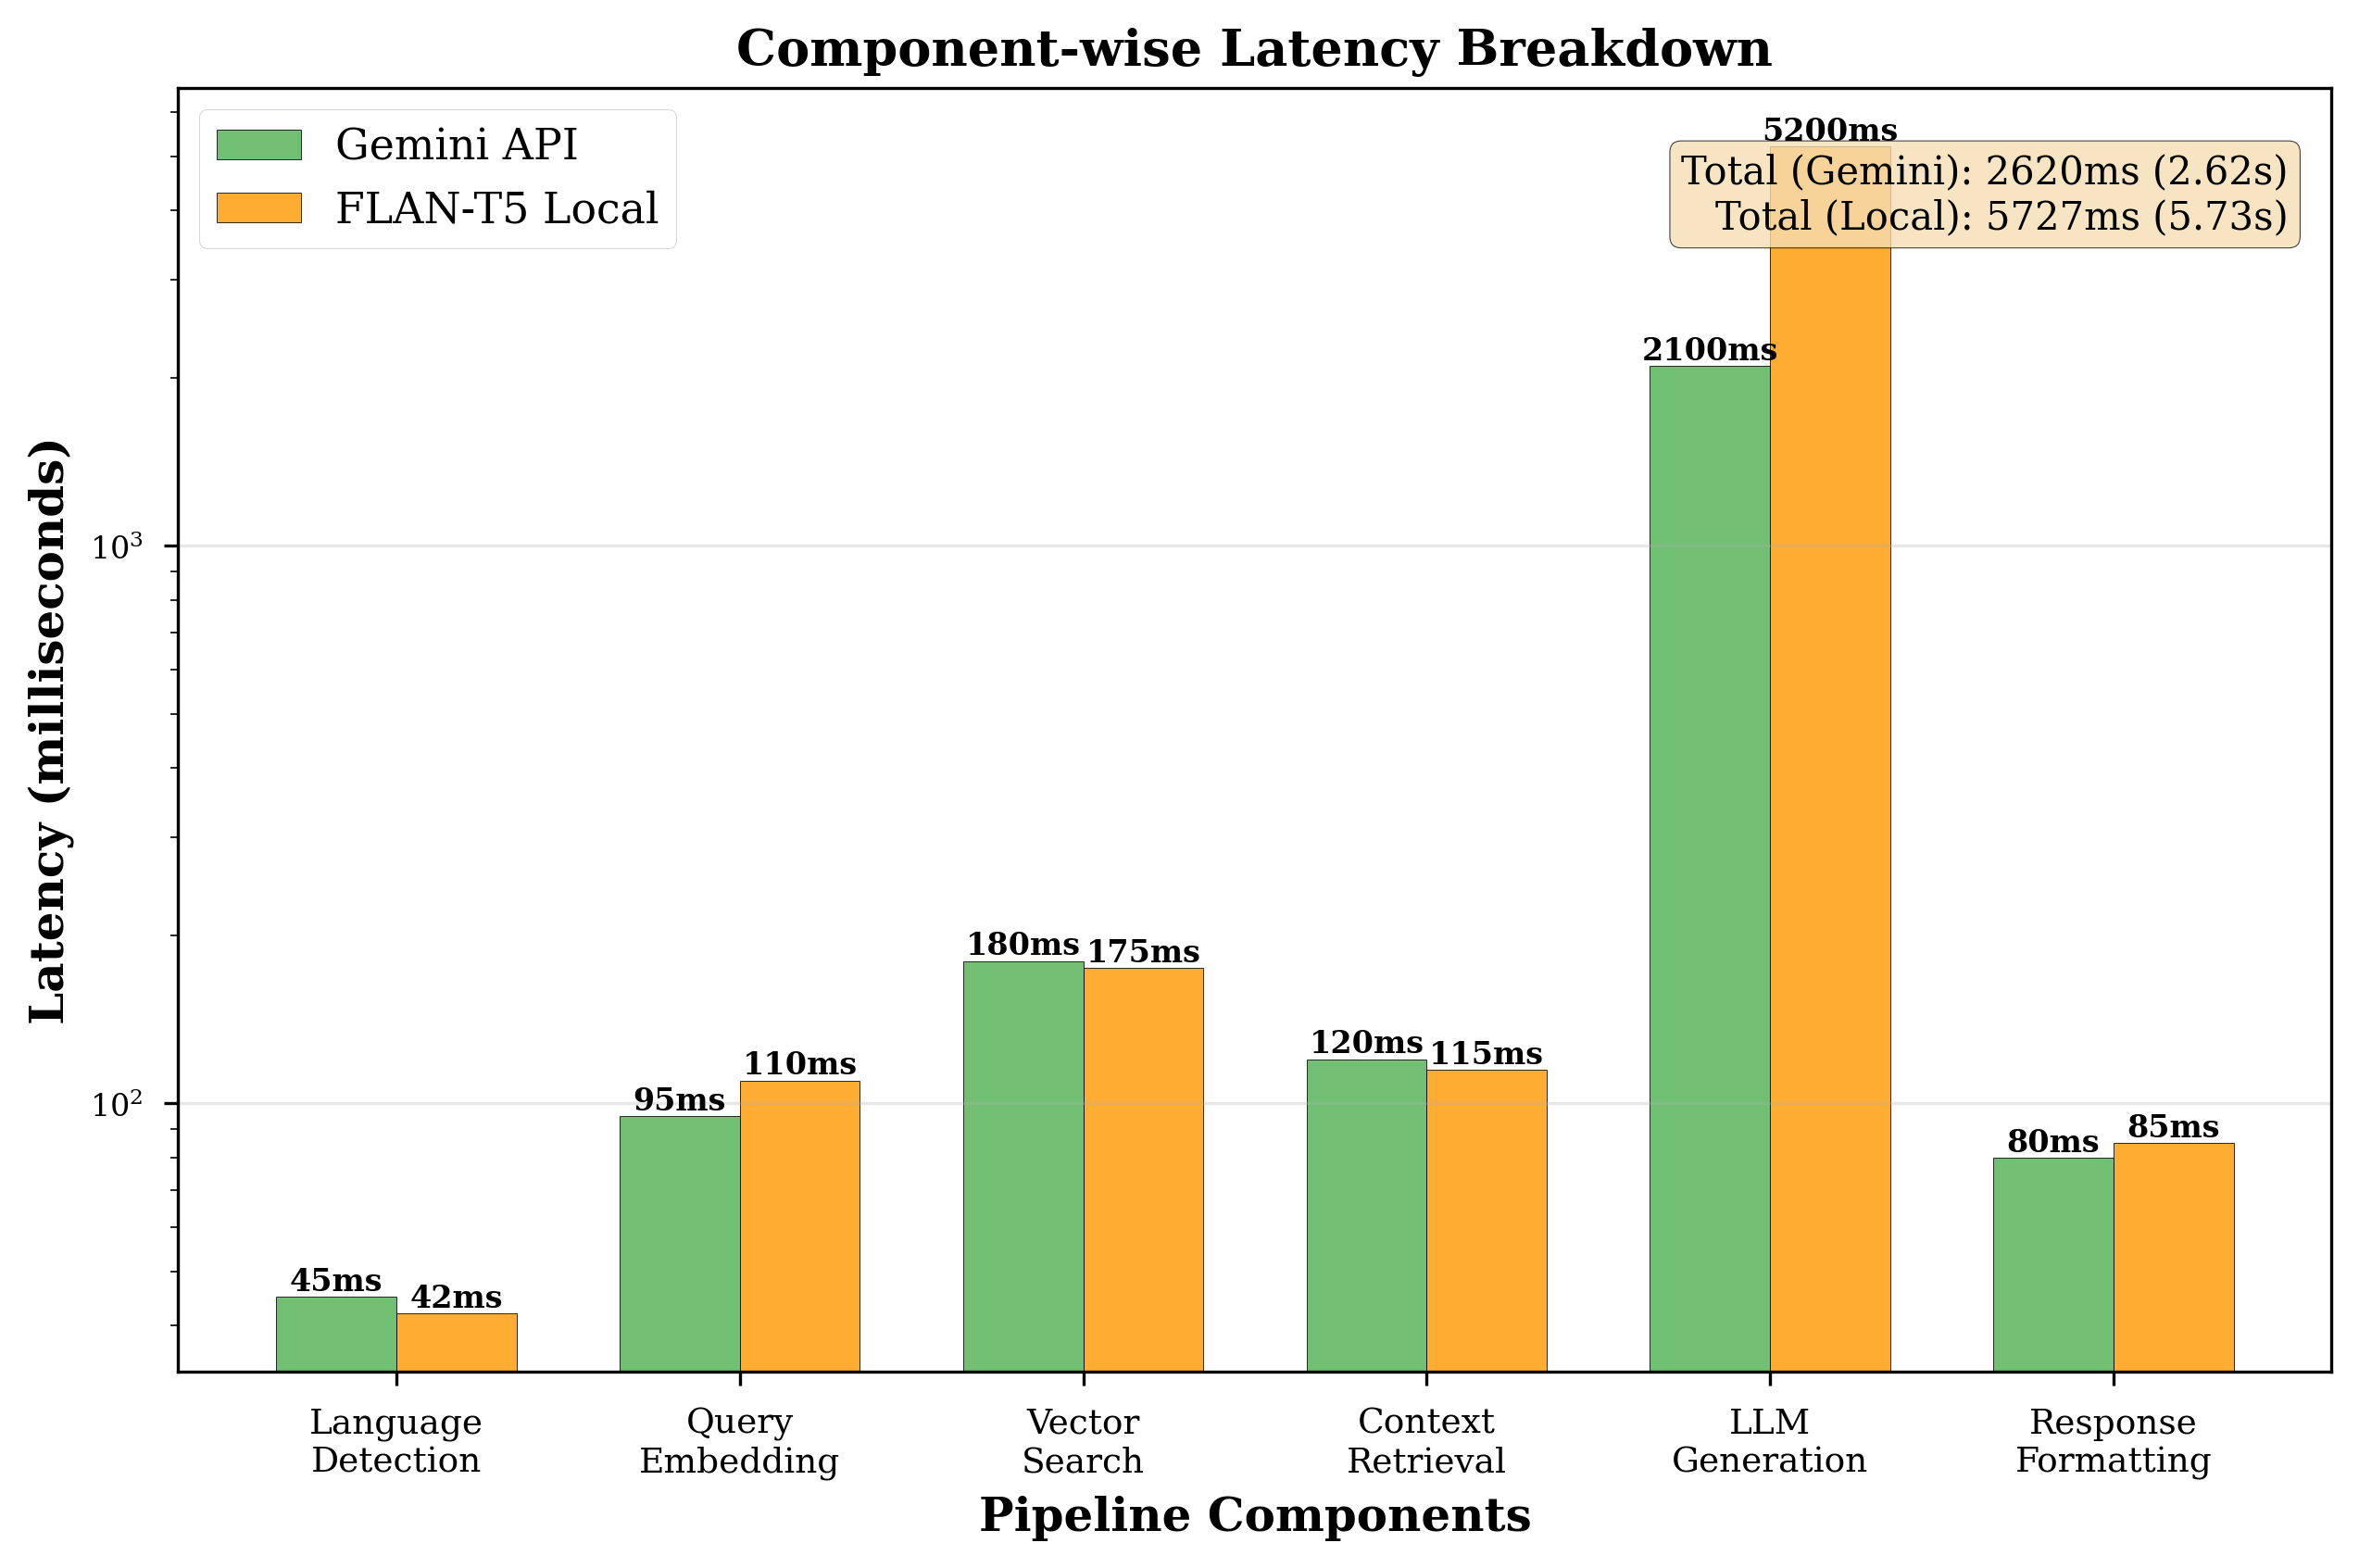 Component-wise Latency Breakdown
Gemini API
FLAN-T5 Local
Total (Gemini): 2620ms (2.62s)
Total (Local): 5727ms (5.73s)
Latency (milliseconds)
10³
10²
45ms
42ms
95ms
110ms
180ms
175ms
120ms
115ms
2100ms
5200ms
80ms
85ms
Language
Detection
Query
Embedding
Vector
Search
Context
Retrieval
LLM
Generation
Response
Formatting
Pipeline Components